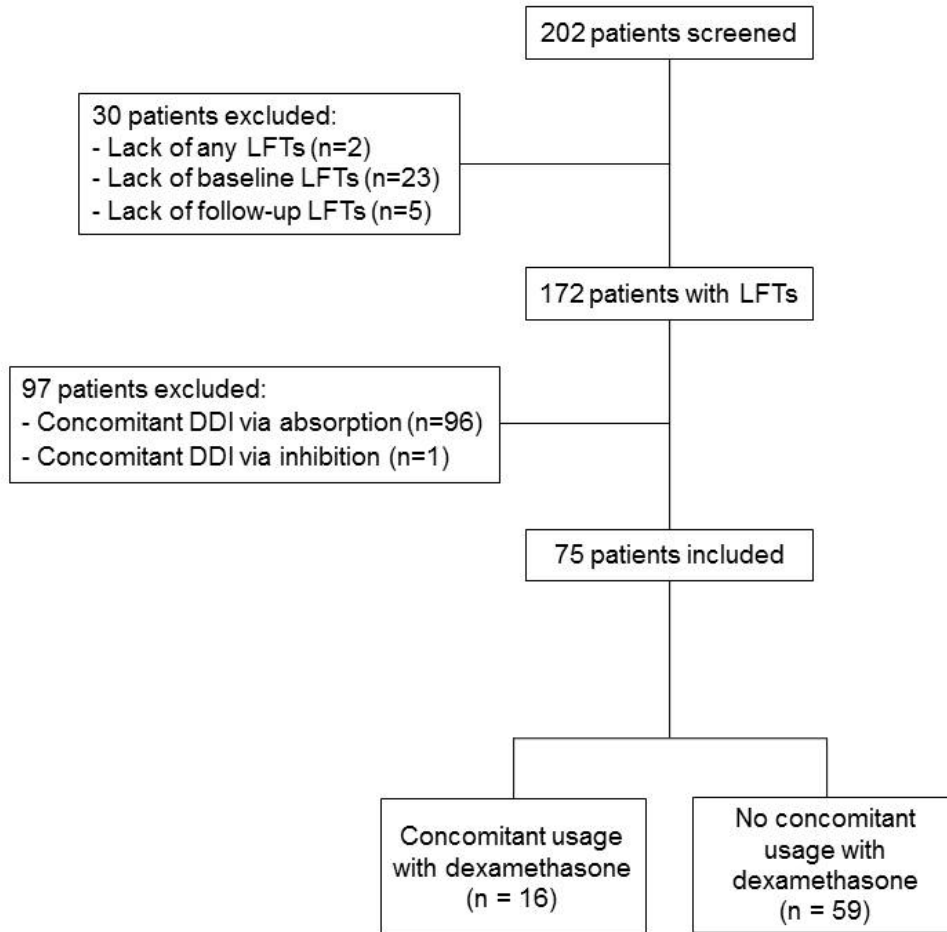 202 patients screened
30 patients excluded:
- Lack of any LFTs (n=2)
- Lack of baseline LFTs (n=23)
- Lack of follow-up LFTs (n=5)
172 patients with LFTs
97 patients excluded:
- Concomitant DDI via absorption (n=96)
- Concomitant DDI via inhibition (n=1)
75 patients included
Concomitant usage
with dexamethasone
(n = 16)
No concomitant
usage with
dexamethasone
(n = 59)